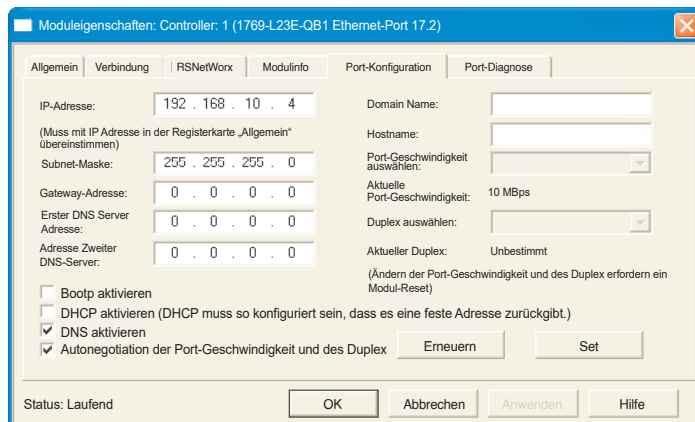 Moduleigenschaften: Controller: 1 (1769-L23E-QB1 Ethernet-Port 17.2)
Allgemein Verbindung RSNetWorx Modulinfo Port-Konfiguration Port-Diagnose
IP-Adresse: 192 . 168 . 10 . 4
(Muss mit IP Adresse in der Registerkarte „Allgemein“
übereinstimmen)
Subnet-Maske: 255 . 255 . 255 . 0
Gateway-Adresse: 0 . 0 . 0 . 0
Erster DNS Server
Adresse: 0 . 0 . 0 . 0
Adresse Zweiter
DNS-Server: 0 . 0 . 0 . 0
Domain Name:
Hostname:
Port-Geschwindigkeit
auswählen:
Aktuelle
Port-Geschwindigkeit: 10 MBps
Duplex auswählen:
Aktueller Duplex: Unbestimmt
(Ändern der Port-Geschwindigkeit und des Duplex erfordern ein
Modul-Reset)
Bootp aktivieren
DHCP aktivieren (DHCP muss so konfiguriert sein, dass es eine feste Adresse zurückgibt.)
DNS aktivieren
Autonegotiation der Port-Geschwindigkeit und des Duplex
Erneuern Set
Status: Laufend
OK Abbrechen Anwenden Hilfe